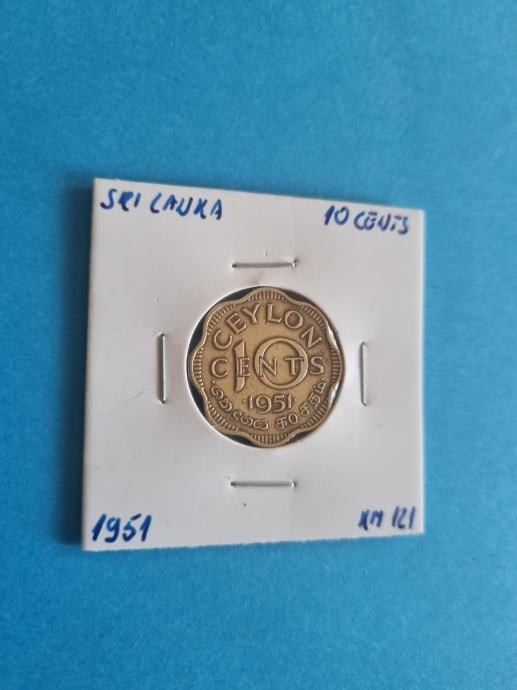 SRI LANKA
10 CENTS
CEYLON
10
CENTS
1951
1951
KM 121